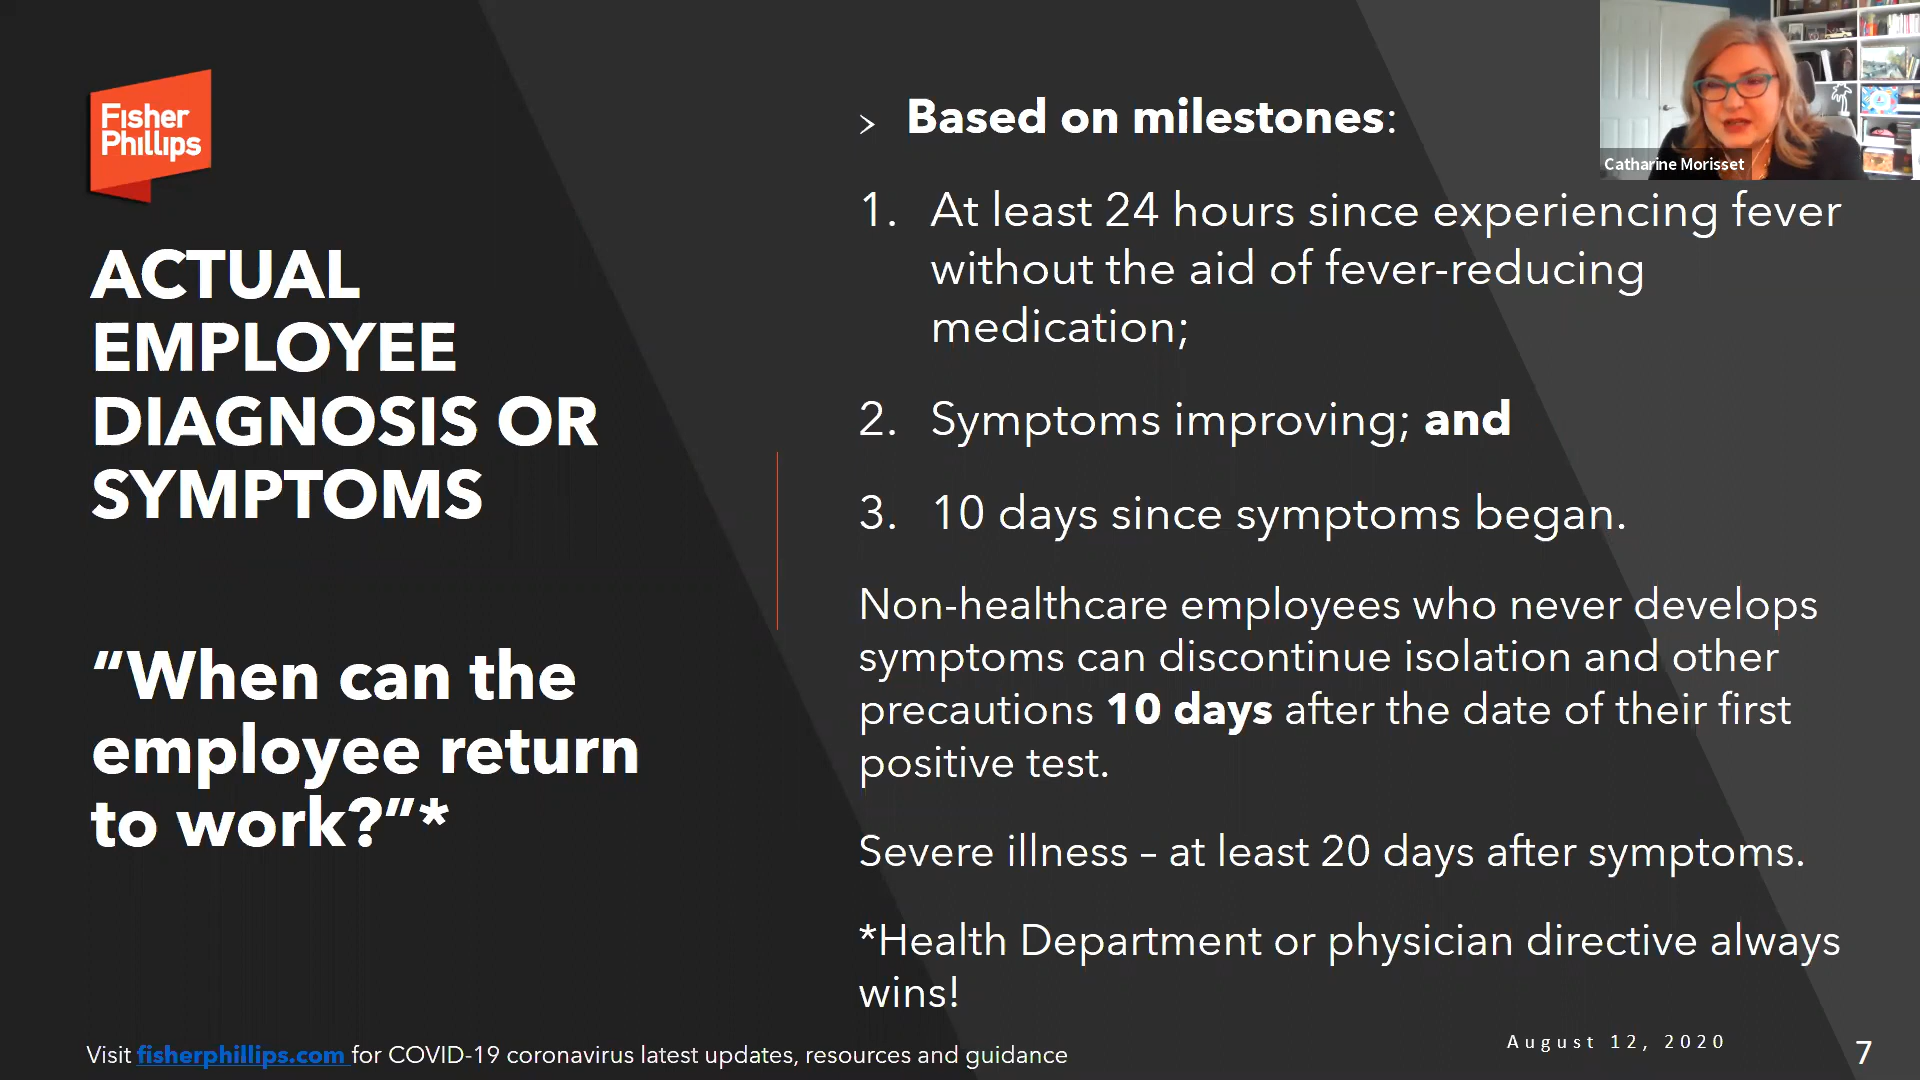 Fisher
Phillips
ACTUAL
EMPLOYEE
DIAGNOSIS OR
SYMPTOMS
"When can the
employee return
to work?"*
> Based on milestones:
1. At least 24 hours since experiencing fever
without the aid of fever-reducing
medication;
2. Symptoms improving; and
3. 10 days since symptoms began.
Non-healthcare employees who never develops
symptoms can discontinue isolation and other
precautions 10 days after the date of their first
positive test.
Severe illness – at least 20 days after symptoms.
*Health Department or physician directive always
wins!
Catharine Morisset
Visit fisherphillips.com for COVID-19 coronavirus latest updates, resources and guidance
August 12, 2020
7